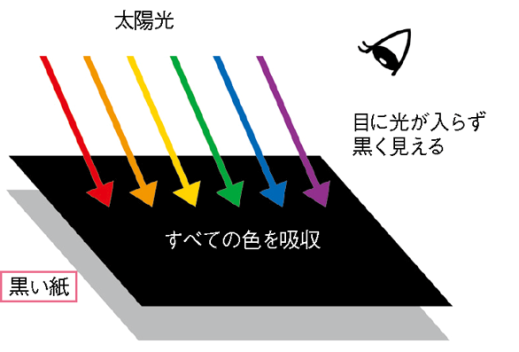 太陽光
目に光が入らず
黒く見える
すべての色を吸収
黒い紙